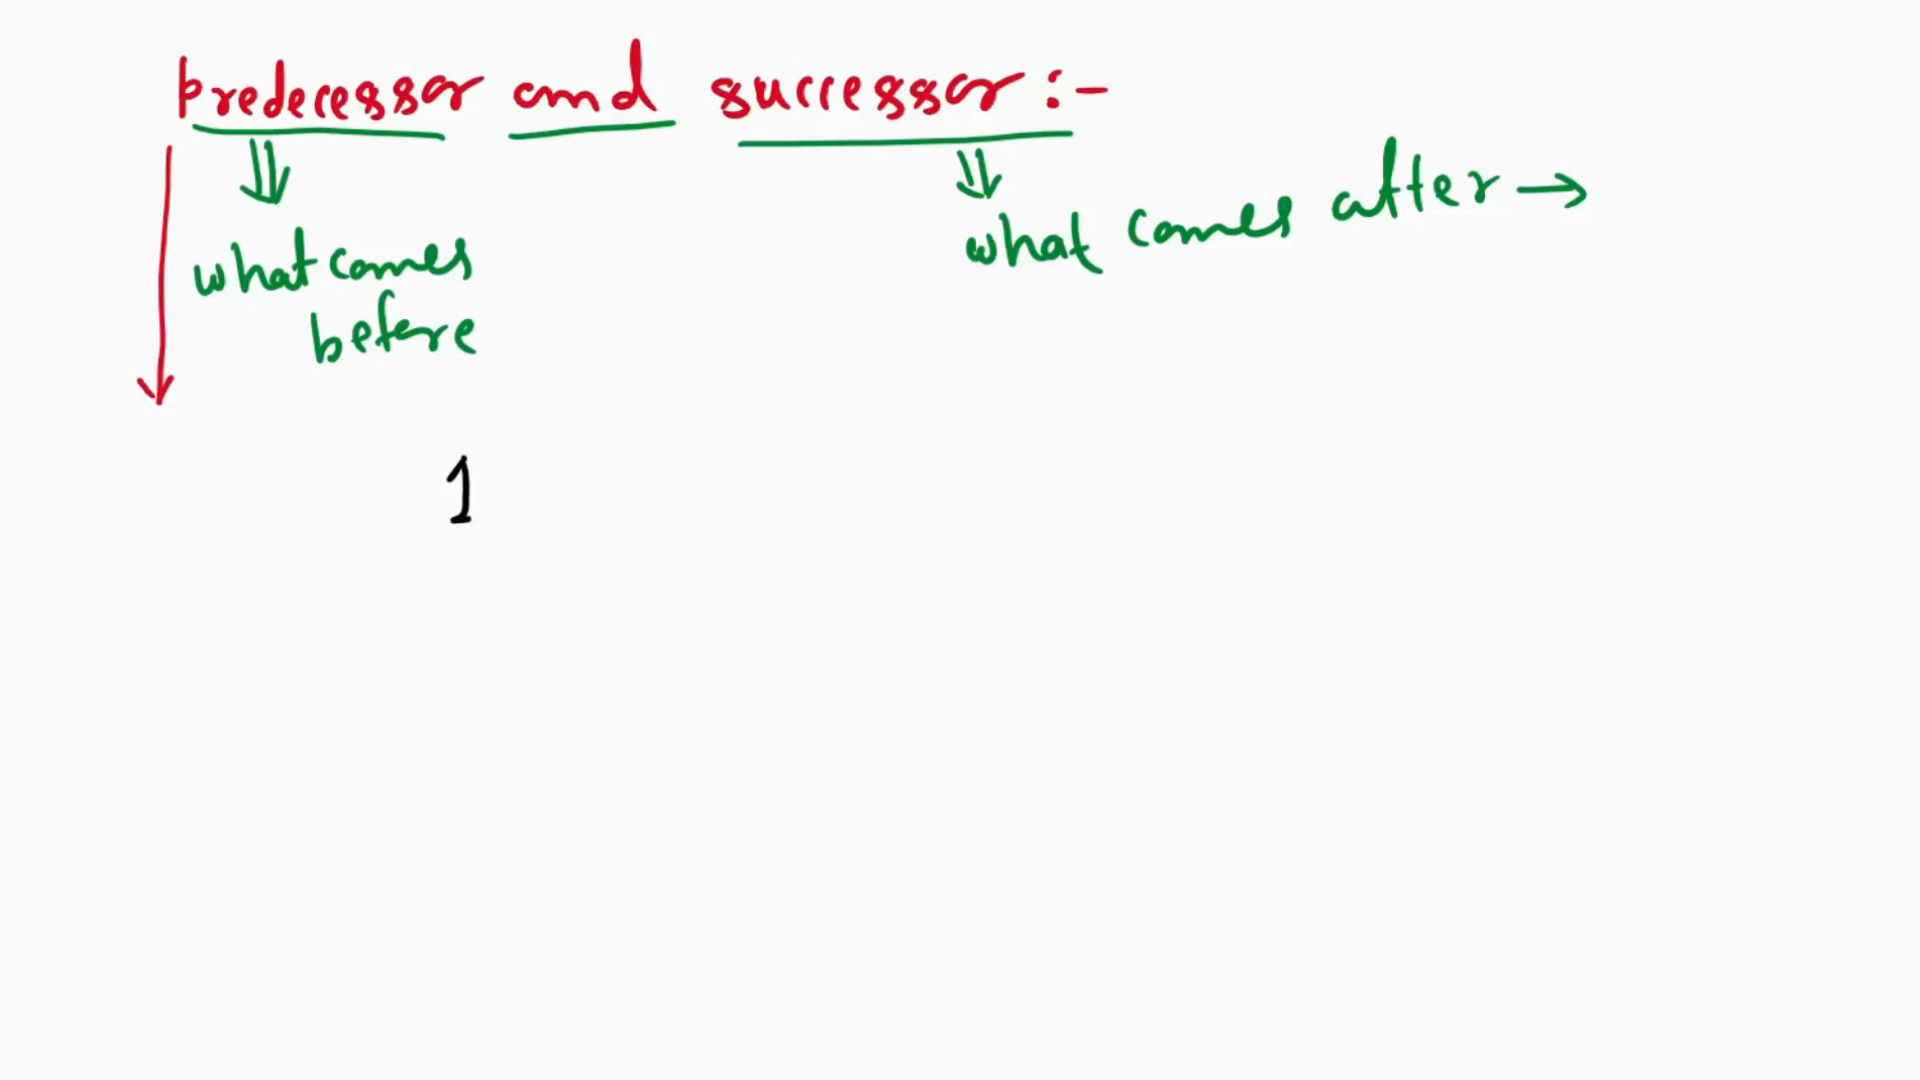 predecessor and successor :-
what comes after →
what comes
before
1